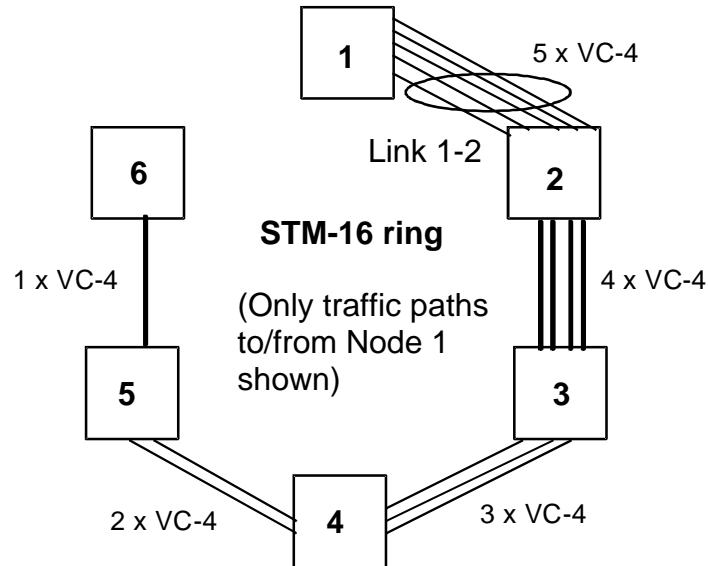 1
5 x VC-4
Link 1-2
6
2
STM-16 ring
1 x VC-4
4 x VC-4
(Only traffic paths
to/from Node 1
shown)
5
3
2 x VC-4
4
3 x VC-4